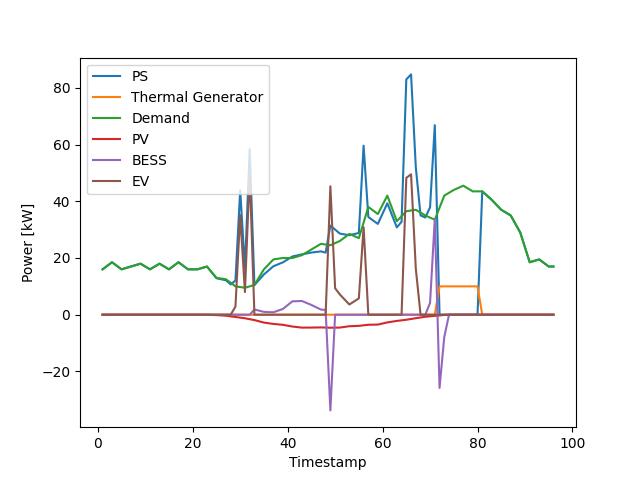 PS
Thermal Generator
Demand
PV
BESS
EV
Power [kW]
80
60
40
20
0
−20
0 20 40 60 80 100
Timestamp